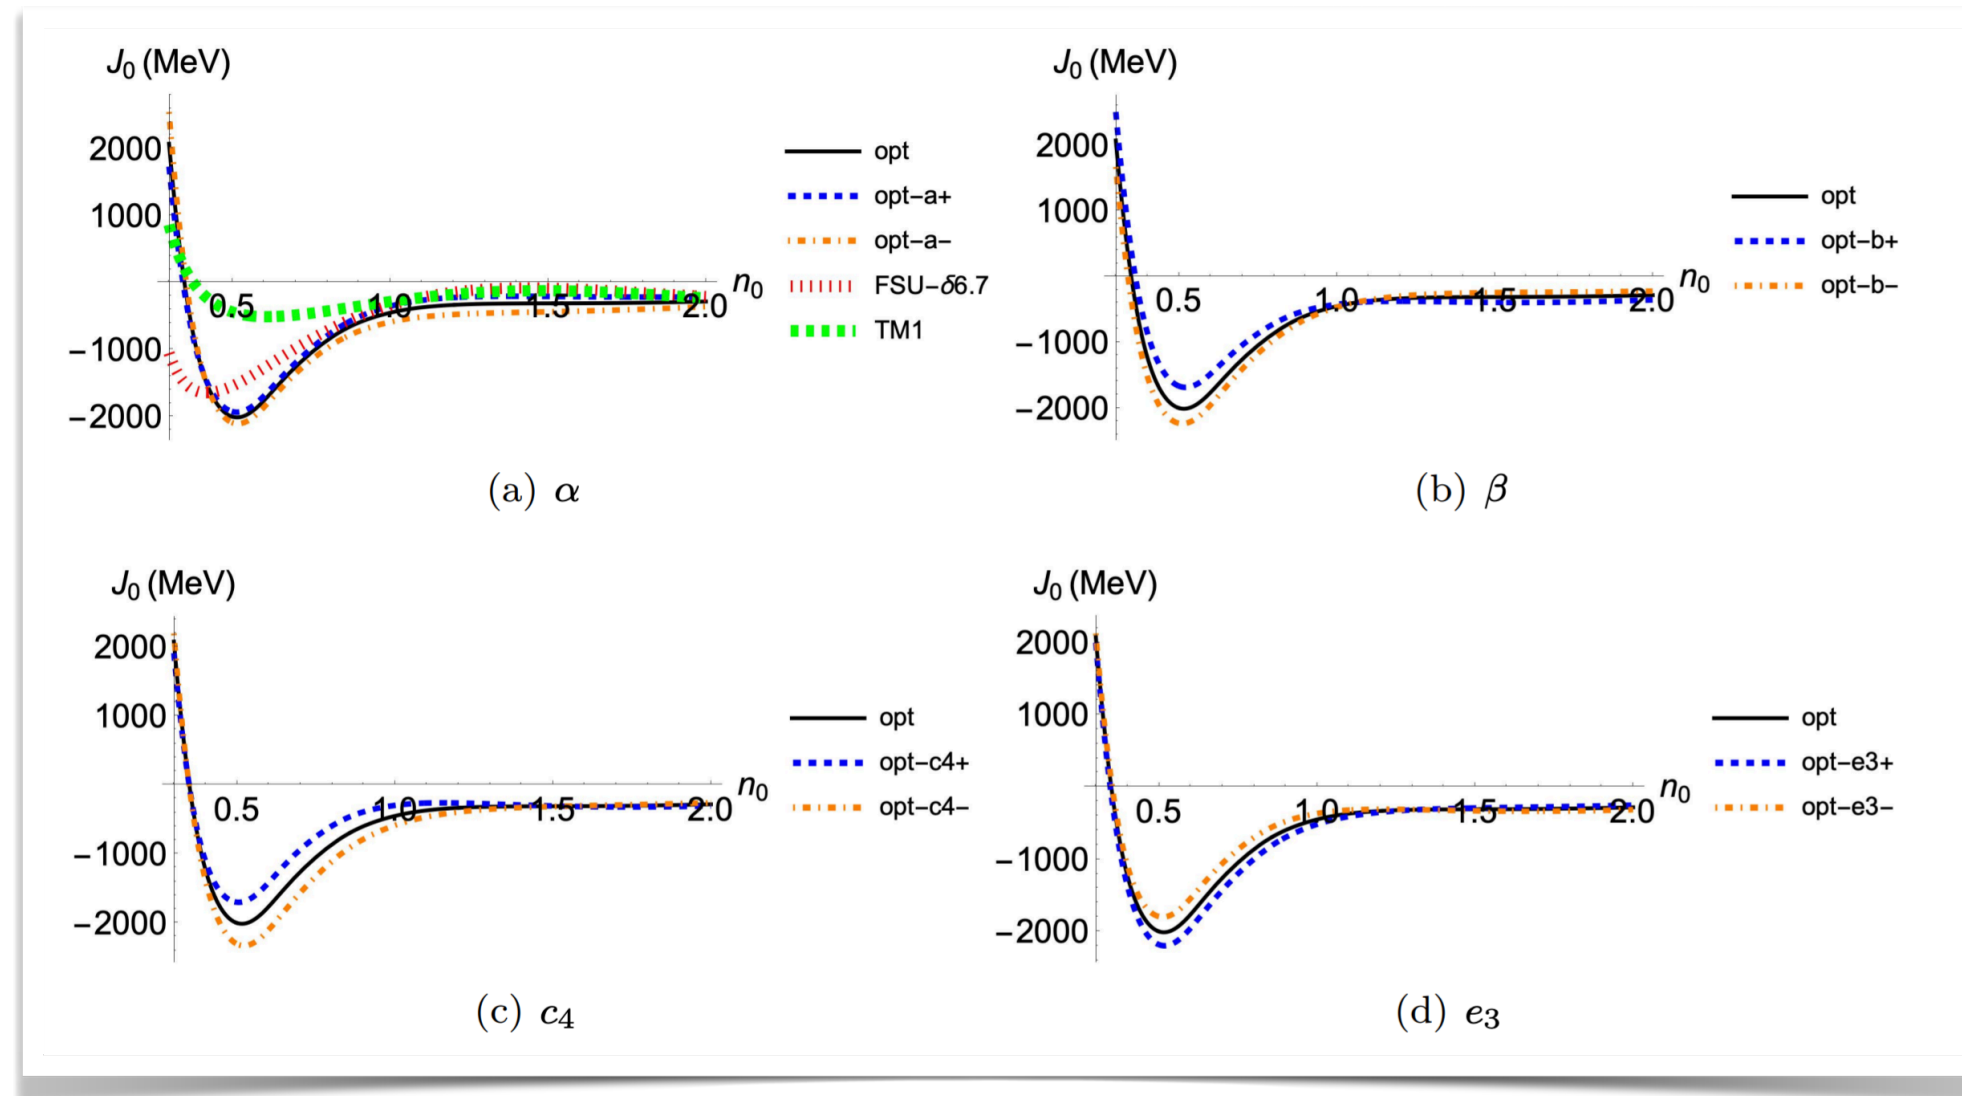 J₀ (MeV)
2000
1000
−1000
−2000
0.5
1.0
1.5
2.0
n₀
opt
opt−a+
opt−a−
FSU−δ6.7
TM1
(a) α
J₀ (MeV)
2000
1000
−1000
−2000
0.5
1.0
1.5
2.0
n₀
opt
opt−b+
opt−b−
(b) β
J₀ (MeV)
2000
1000
−1000
−2000
0.5
1.0
1.5
2.0
n₀
opt
opt−c4+
opt−c4−
(c) c₄
J₀ (MeV)
2000
1000
−1000
−2000
0.5
1.0
1.5
2.0
n₀
opt
opt−e3+
opt−e3−
(d) e₃